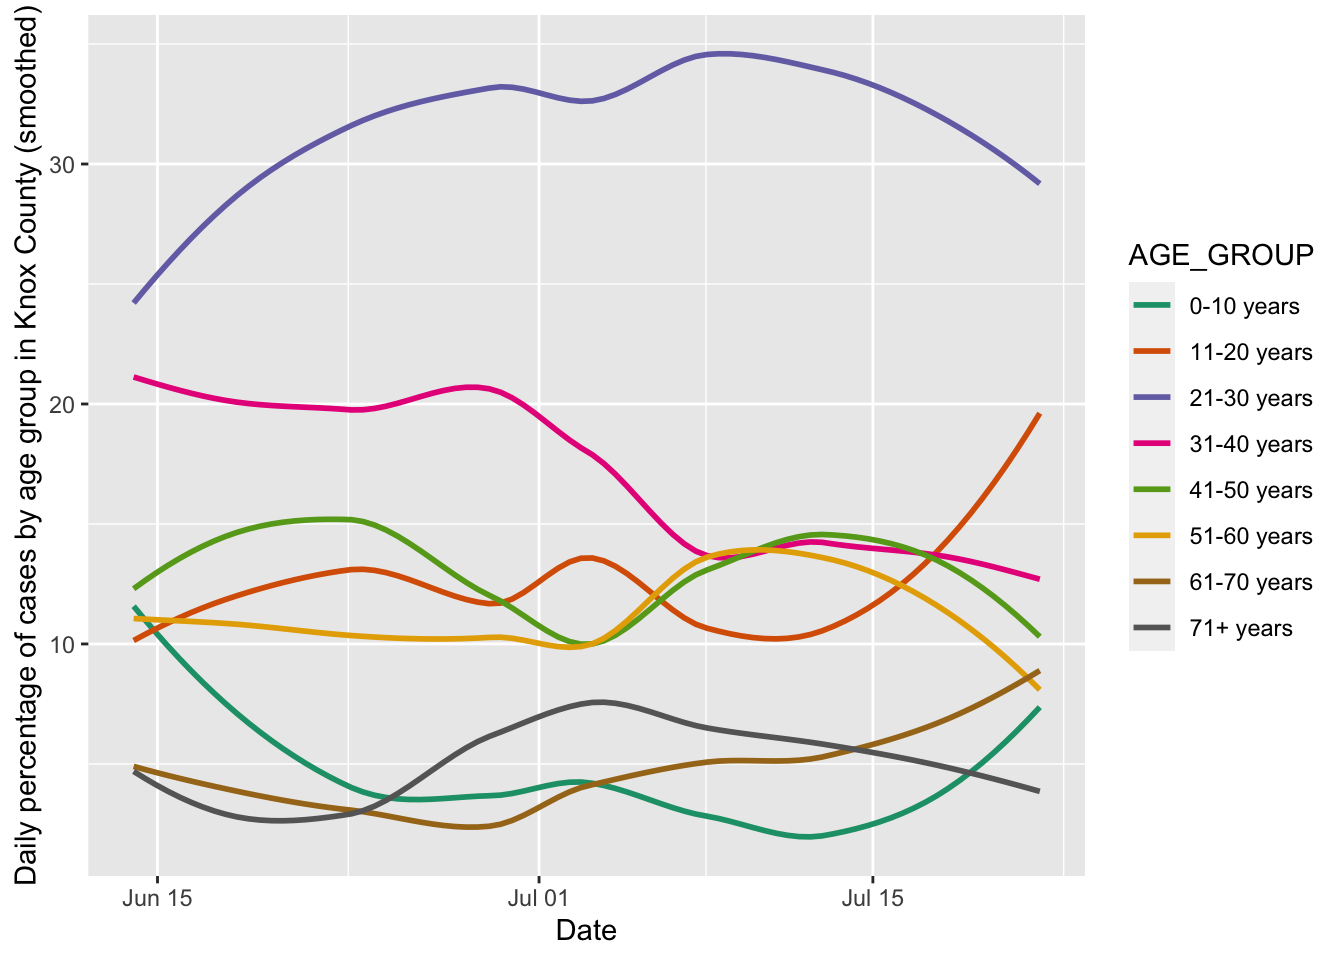 Daily percentage of cases by age group in Knox County (smoothed)
30
20
10
Jun 15
Jul 01
Jul 15
Date
AGE_GROUP
0-10 years
11-20 years
21-30 years
31-40 years
41-50 years
51-60 years
61-70 years
71+ years